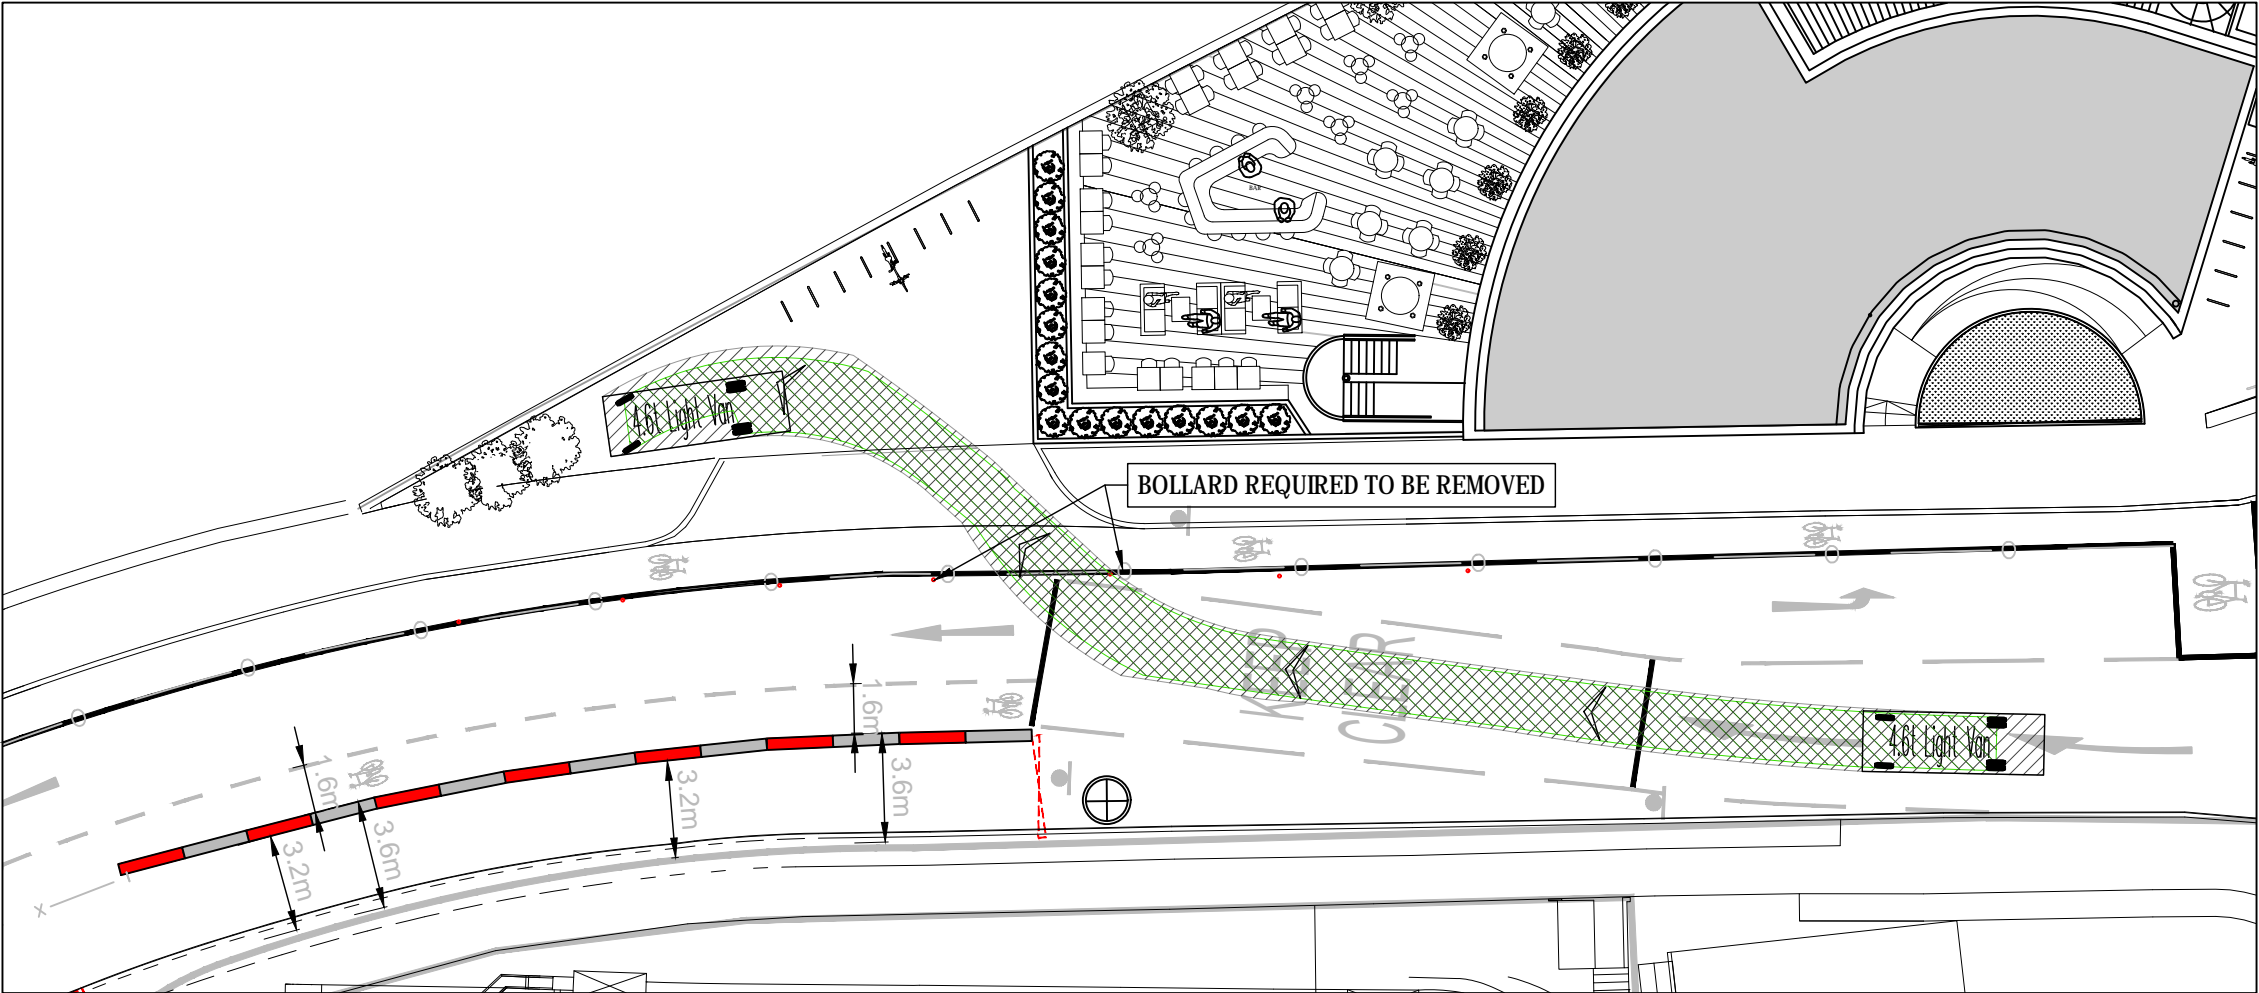 BAR
4.6t Light Van
BOLLARD REQUIRED TO BE REMOVED
KEEP
CLEAR
4.6t Light Van
1.6m
1.6m
3.2m
3.6m
3.6m
3.2m
x